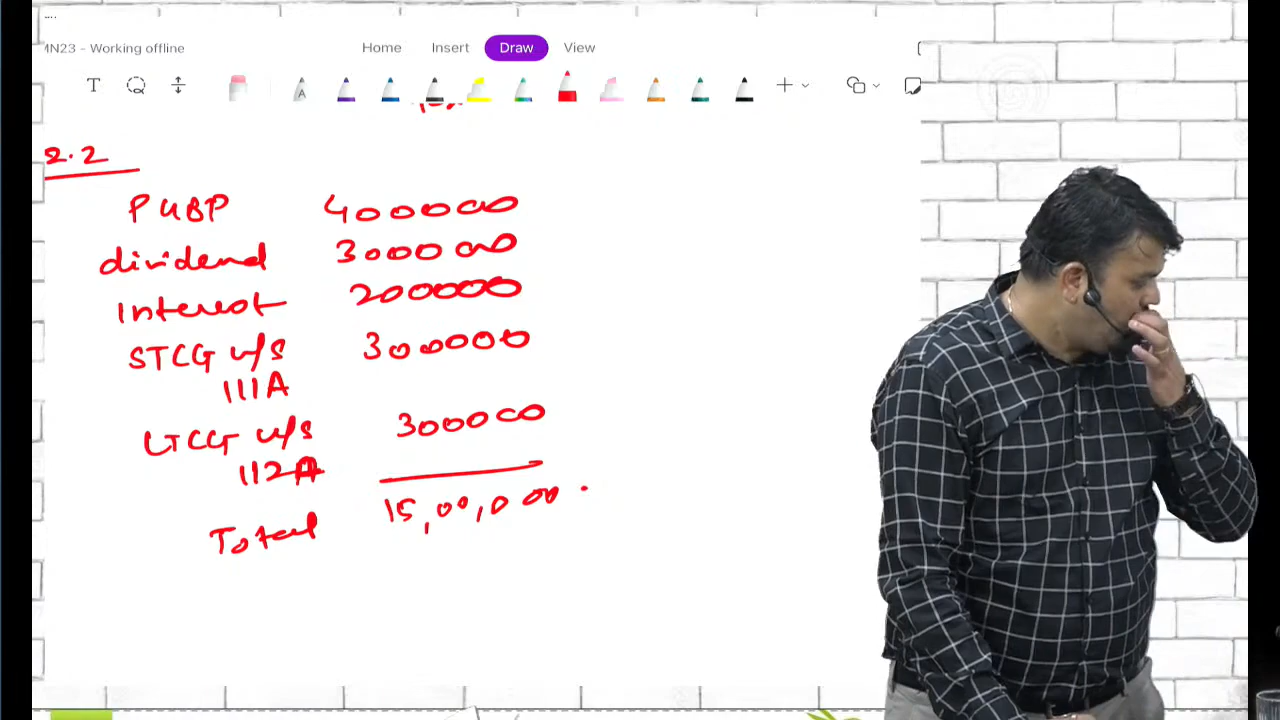 MN23 - Working offline
Home Insert Draw View
2.2
PGBP 400000
dividend 300000
Interest 200000
STCG u/s 300000
111A
LTCG u/s 300000
112A
Total 15,00,000